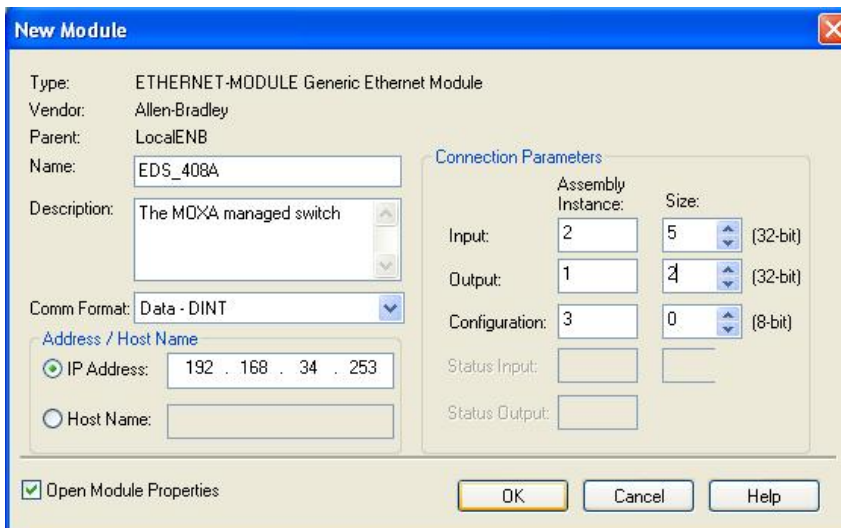 New Module
Type: ETHERNET-MODULE Generic Ethernet Module
Vendor: Allen-Bradley
Parent: LocalENB
Name: EDS_408A
Description: The MOXA managed switch
Comm Format: Data - DINT
Address / Host Name
IP Address: 192 . 168 . 34 . 253
Host Name:
Connection Parameters
Assembly Instance: Size:
Input: 2 5 (32-bit)
Output: 1 2 (32-bit)
Configuration: 3 0 (8-bit)
Status Input:
Status Output:
Open Module Properties
OK Cancel Help